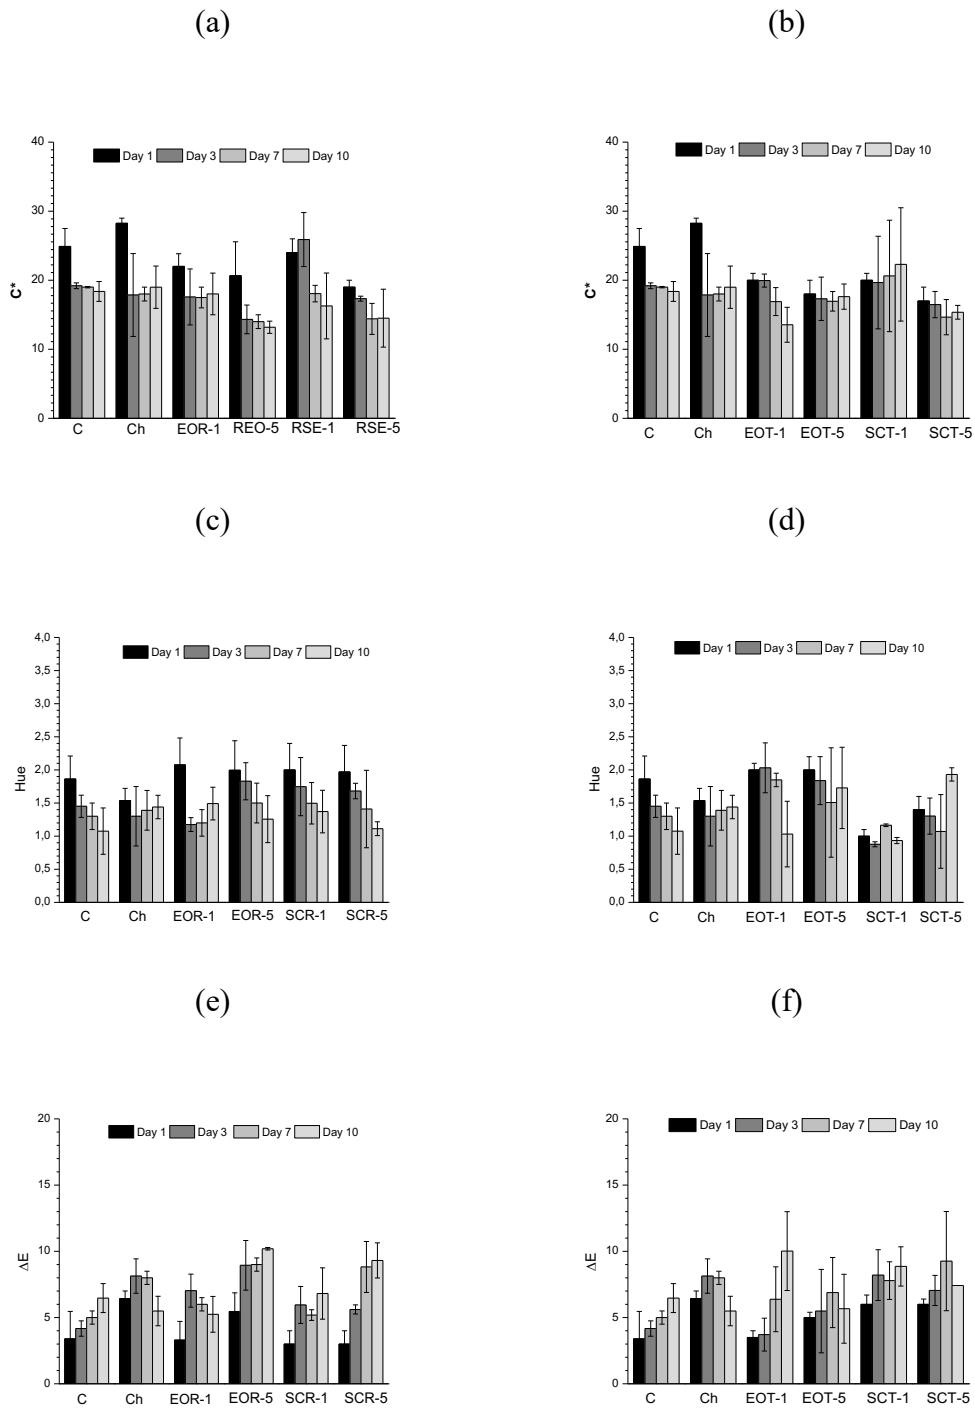 (a)
(b)
Day 1 Day 3 Day 7 Day 10
C*
40
30
20
10
0
C Ch EOR-1 REO-5 RSE-1 RSE-5
Day 1 Day 3 Day 7 Day 10
C*
40
30
20
10
0
C Ch EOT-1 EOT-5 SCT-1 SCT-5
(c)
(d)
Day 1 Day 3 Day 7 Day 10
Hue
4,0
3,5
3,0
2,5
2,0
1,5
1,0
0,5
0,0
C Ch EOR-1 EOR-5 SCR-1 SCR-5
Day 1 Day 3 Day 7 Day 10
Hue
4,0
3,5
3,0
2,5
2,0
1,5
1,0
0,5
0,0
C Ch EOT-1 EOT-5 SCT-1 SCT-5
(e)
(f)
Day 1 Day 3 Day 7 Day 10
ΔE
20
15
10
5
0
C Ch EOR-1 EOR-5 SCR-1 SCR-5
Day 1 Day 3 Day 7 Day 10
ΔE
20
15
10
5
0
C Ch EOT-1 EOT-5 SCT-1 SCT-5